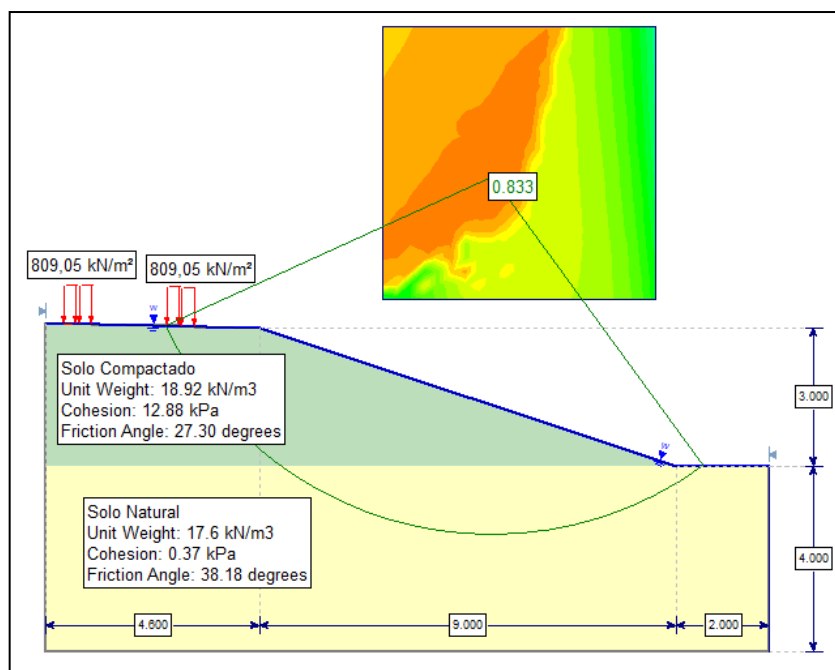 0.833
809,05 kN/m²
809,05 kN/m²
w
Solo Compactado
Unit Weight: 18.92 kN/m3
Cohesion: 12.88 kPa
Friction Angle: 27.30 degrees
3.000
w
Solo Natural
Unit Weight: 17.6 kN/m3
Cohesion: 0.37 kPa
Friction Angle: 38.18 degrees
4.000
4.600
9.000
2.000